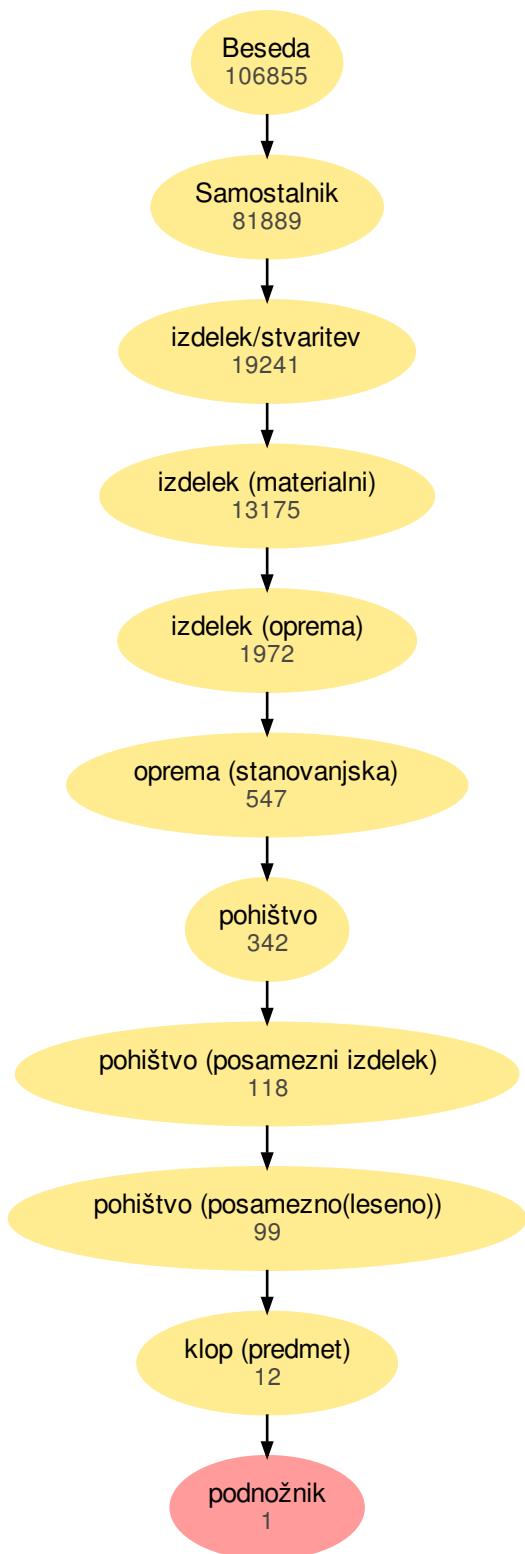 Beseda
106855
Samostalnik
81889
izdelek/stvaritev
19241
izdelek (materialni)
13175
izdelek (oprema)
1972
oprema (stanovanjska)
547
pohištvo
342
pohištvo (posamezni izdelek)
118
pohištvo (posamezno(leseno))
99
klop (predmet)
12
podnožnik
1